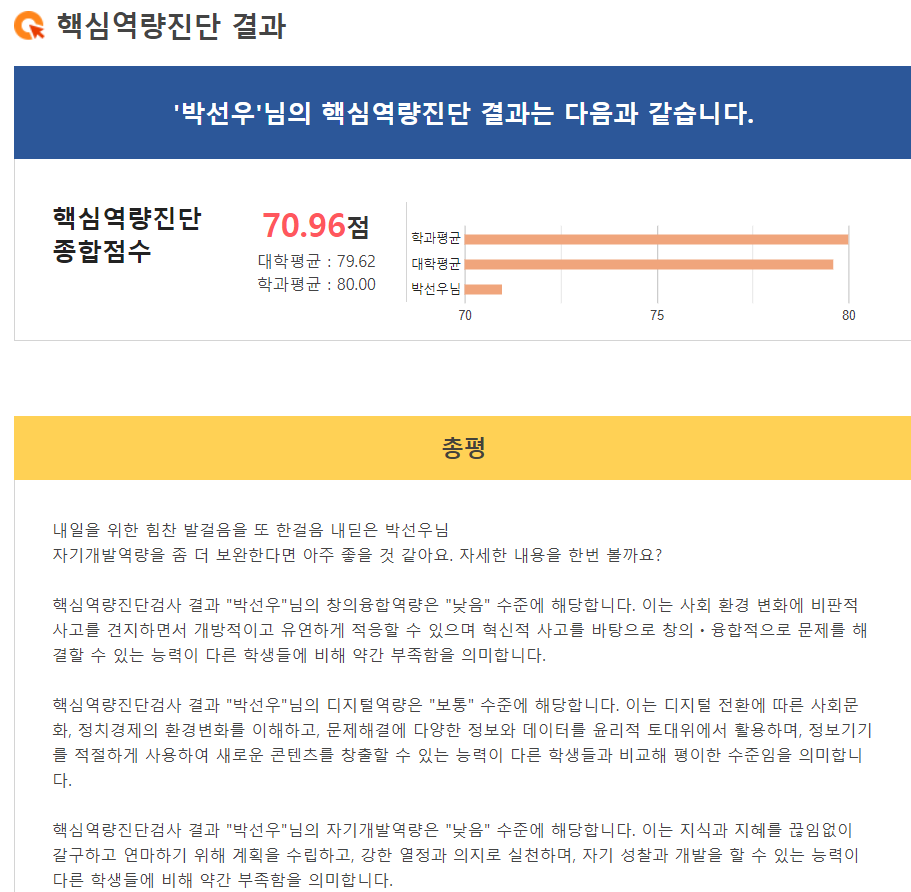 핵심역량진단 결과
'박선우'님의 핵심역량진단 결과는 다음과 같습니다.
핵심역량진단
종합점수
70.96점
대학평균 : 79.62
학과평균 : 80.00
학과평균
대학평균
박선우님
70 75 80
총평
내일을 위한 힘찬 발걸음을 또 한걸음 내딛은 박선우님
자기개발역량을 좀 더 보완한다면 아주 좋을 것 같아요. 자세한 내용을 한번 볼까요?
핵심역량진단검사 결과 "박선우"님의 창의융합역량은 "낮음" 수준에 해당합니다. 이는 사회 환경 변화에 비판적
사고를 견지하면서 개방적이고 유연하게 적응할 수 있으며 혁신적 사고를 바탕으로 창의・융합적으로 문제를 해
결할 수 있는 능력이 다른 학생들에 비해 약간 부족함을 의미합니다.
핵심역량진단검사 결과 "박선우"님의 디지털역량은 "보통" 수준에 해당합니다. 이는 디지털 전환에 따른 사회문
화, 정치경제의 환경변화를 이해하고, 문제해결에 다양한 정보와 데이터를 윤리적 토대위에서 활용하며, 정보기기
를 적절하게 사용하여 새로운 콘텐츠를 창출할 수 있는 능력이 다른 학생들과 비교해 평이한 수준임을 의미합니
다.
핵심역량진단검사 결과 "박선우"님의 자기개발역량은 "낮음" 수준에 해당합니다. 이는 지식과 지혜를 끊임없이
갈구하고 연마하기 위해 계획을 수립하고, 강한 열정과 의지로 실천하며, 자기 성찰과 개발을 할 수 있는 능력이
다른 학생들에 비해 약간 부족함을 의미합니다.